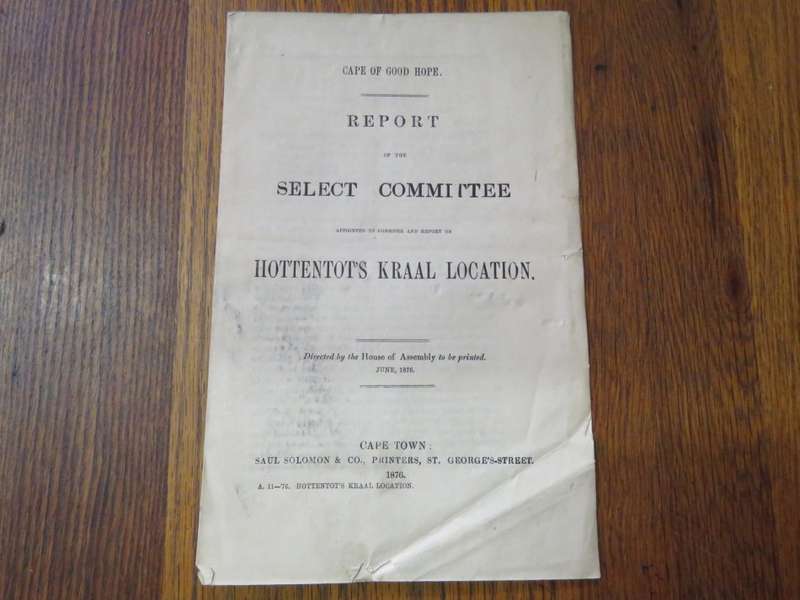 CAPE OF GOOD HOPE.
REPORT
OF THE
SELECT COMMITTEE
APPOINTED TO CONSIDER AND REPORT ON
HOTTENTOT'S KRAAL LOCATION.
Directed by the House of Assembly to be printed.
JUNE, 1876.
CAPE TOWN:
SAUL SOLOMON & CO., PRINTERS, ST. GEORGE'S-STREET.
1876.
A. 11—76. HOTTENTOT'S KRAAL LOCATION.